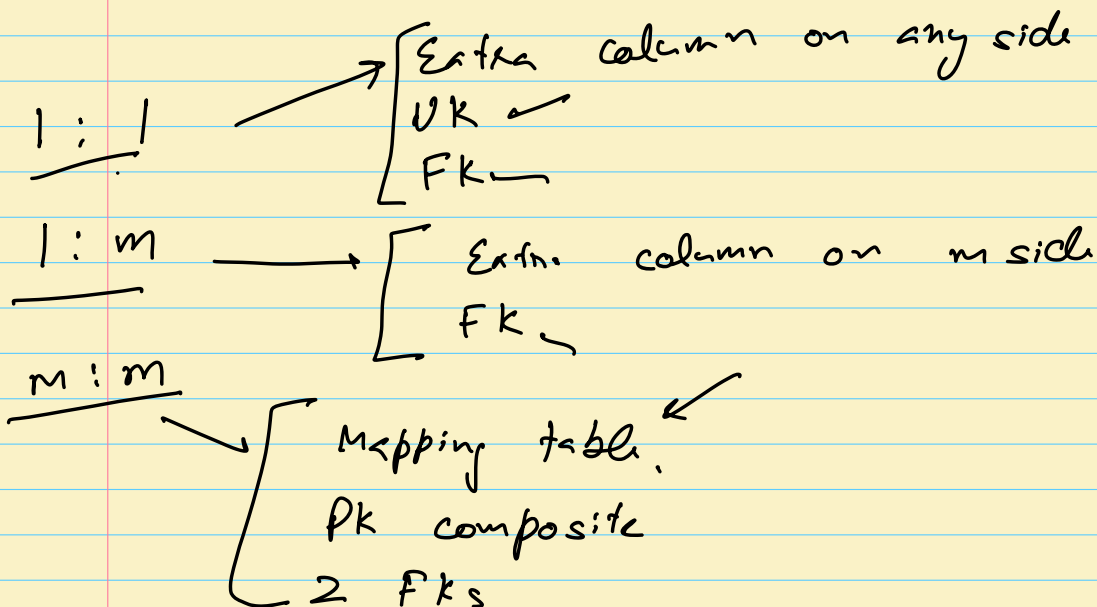 1 : 1
Extra column on any side
UK
FK
1 : m
Extra column on m side
FK
m : m
Mapping table.
PK composite
2 FKs